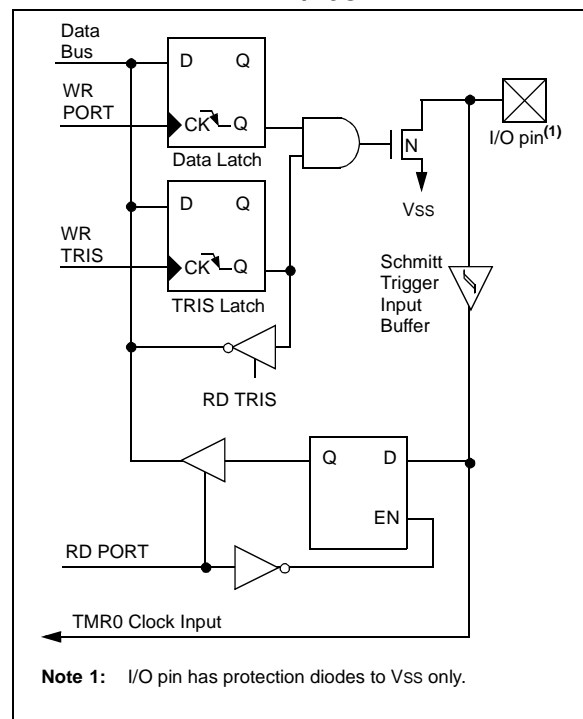 Data
Bus
D Q
WR
PORT
CK Q
Data Latch
N
I/O pin(1)
VSS
D Q
WR
TRIS
CK Q
TRIS Latch
Schmitt
Trigger
Input
Buffer
RD TRIS
Q D
EN
RD PORT
TMR0 Clock Input
Note 1: I/O pin has protection diodes to VSS only.